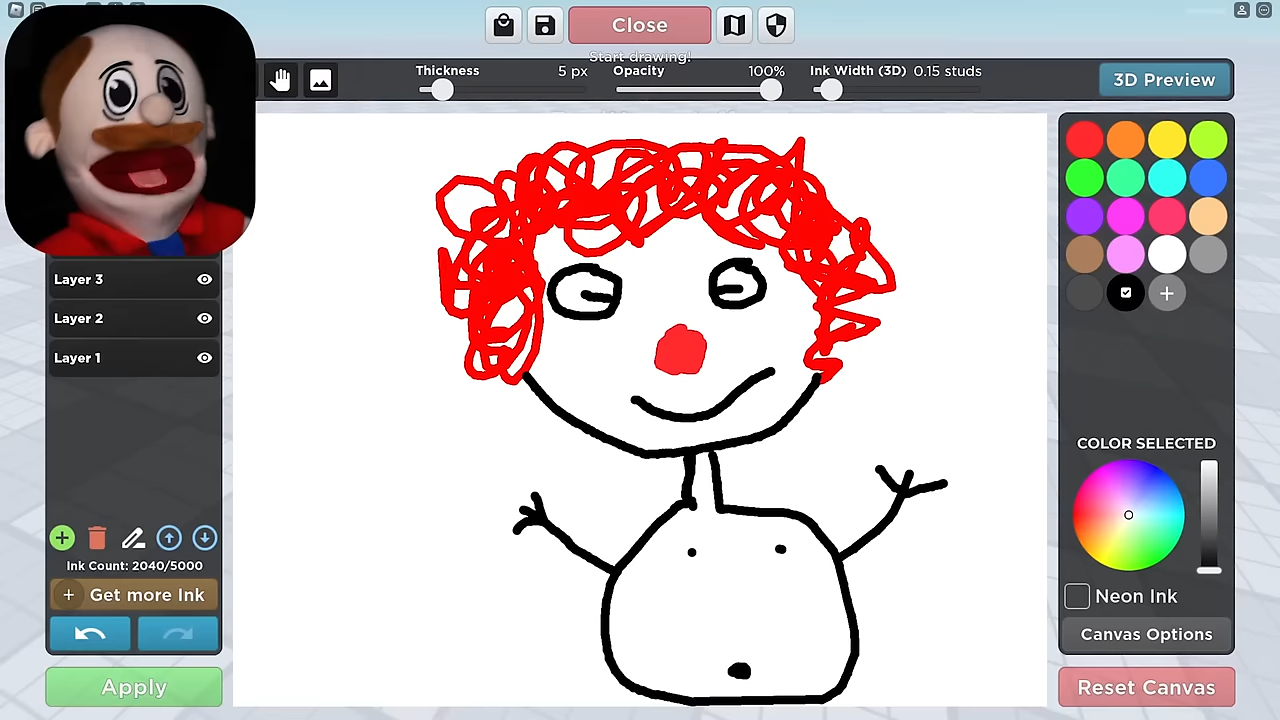 Close
Start drawing!
Thickness 5 px
Opacity 100%
Ink Width (3D) 0.15 studs
3D Preview
Layer 3
Layer 2
Layer 1
Ink Count: 2040/5000
+ Get more Ink
Apply
COLOR SELECTED
Neon Ink
Canvas Options
Reset Canvas